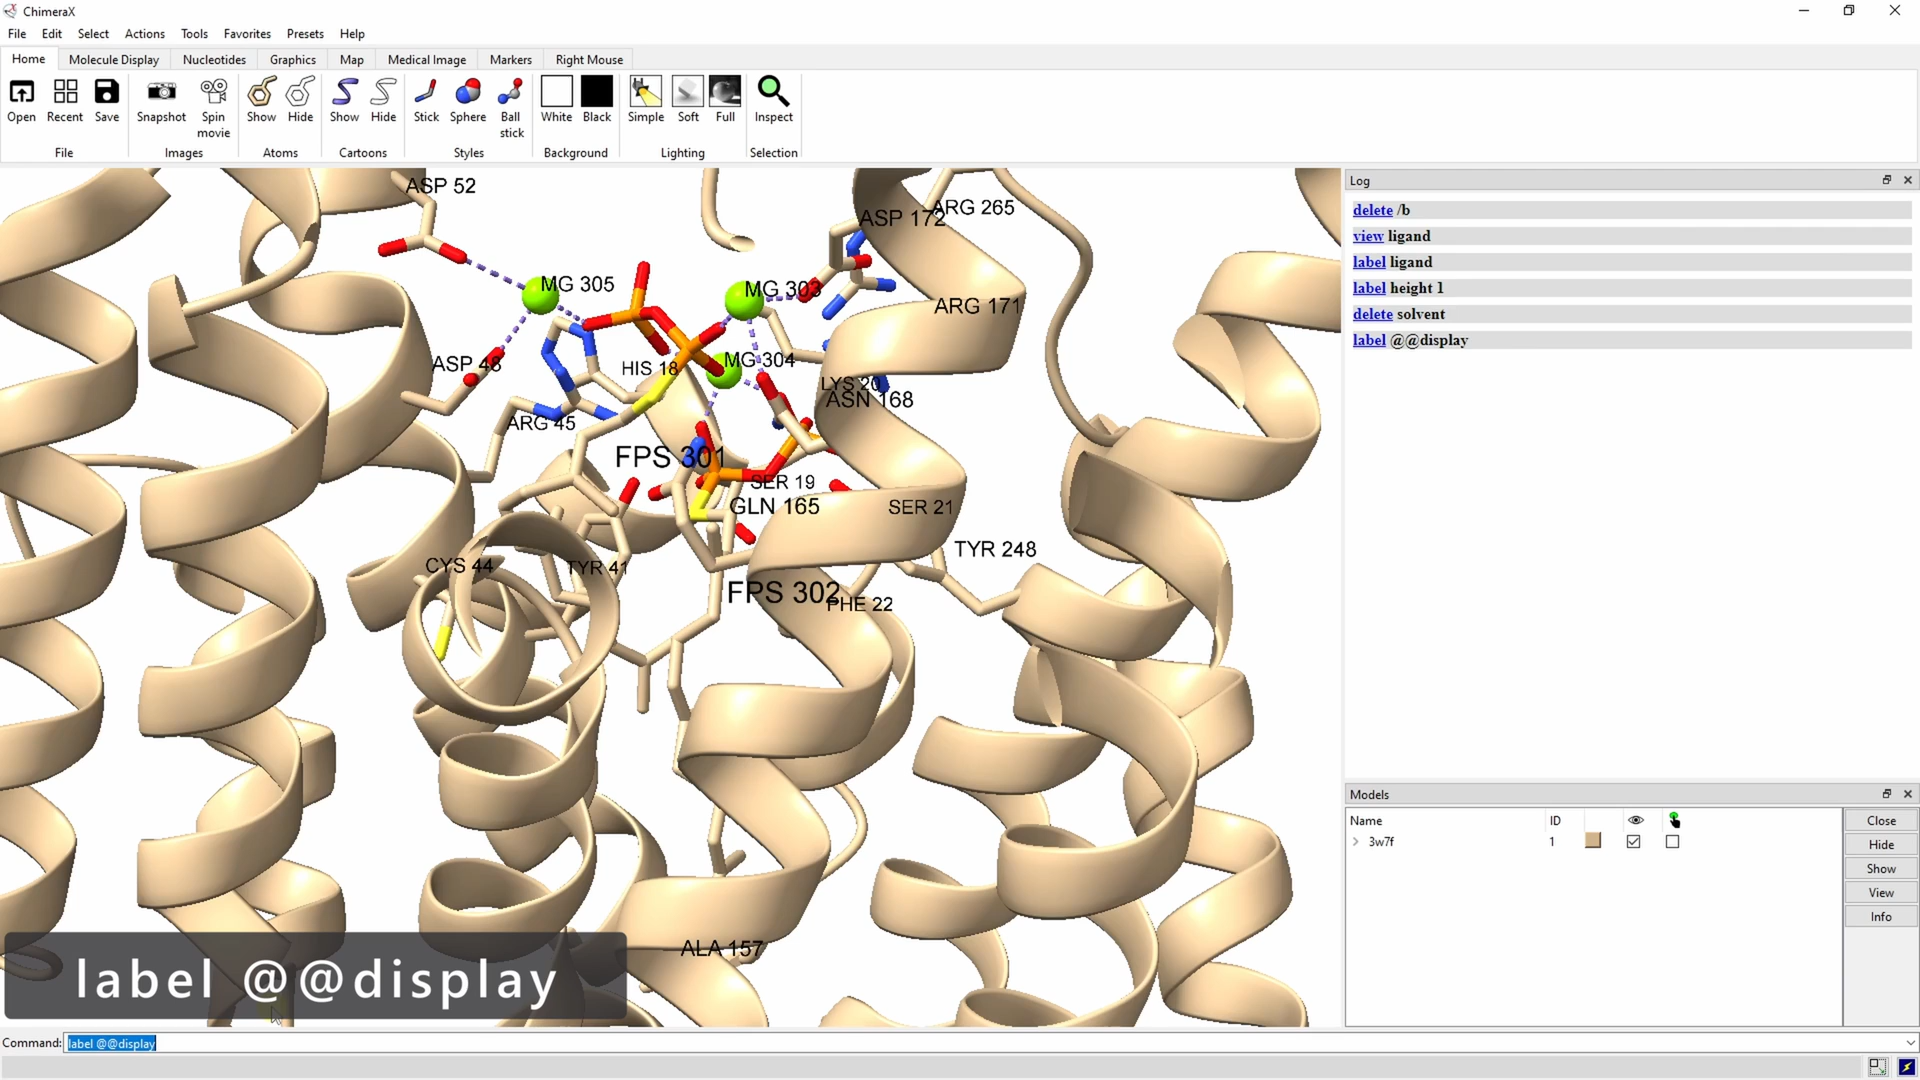 ChimeraX
File Edit Select Actions Tools Favorites Presets Help
Home Molecule Display Nucleotides Graphics Map Medical Image Markers Right Mouse
Open Recent Save Snapshot Spin movie Show Hide Show Hide Stick Sphere Ball stick White Black Simple Soft Full Inspect
File Images Atoms Cartoons Styles Background Lighting Selection
ASP 52
ARG 265
ASP 172
MG 305
MG 303
ARG 171
MG 304
ASP 48
HIS 18
LYS 20
ASN 168
ARG 45
FPS 301
SER 19
GLN 165
SER 21
TYR 248
CYS 44
TYR 41
FPS 302
PHE 22
ALA 157
label @@display
Log
delete /b
view ligand
label ligand
label height 1
delete solvent
label @@display
Models
Name ID
3w7f 1
Close
Hide
Show
View
Info
Command: label @@display